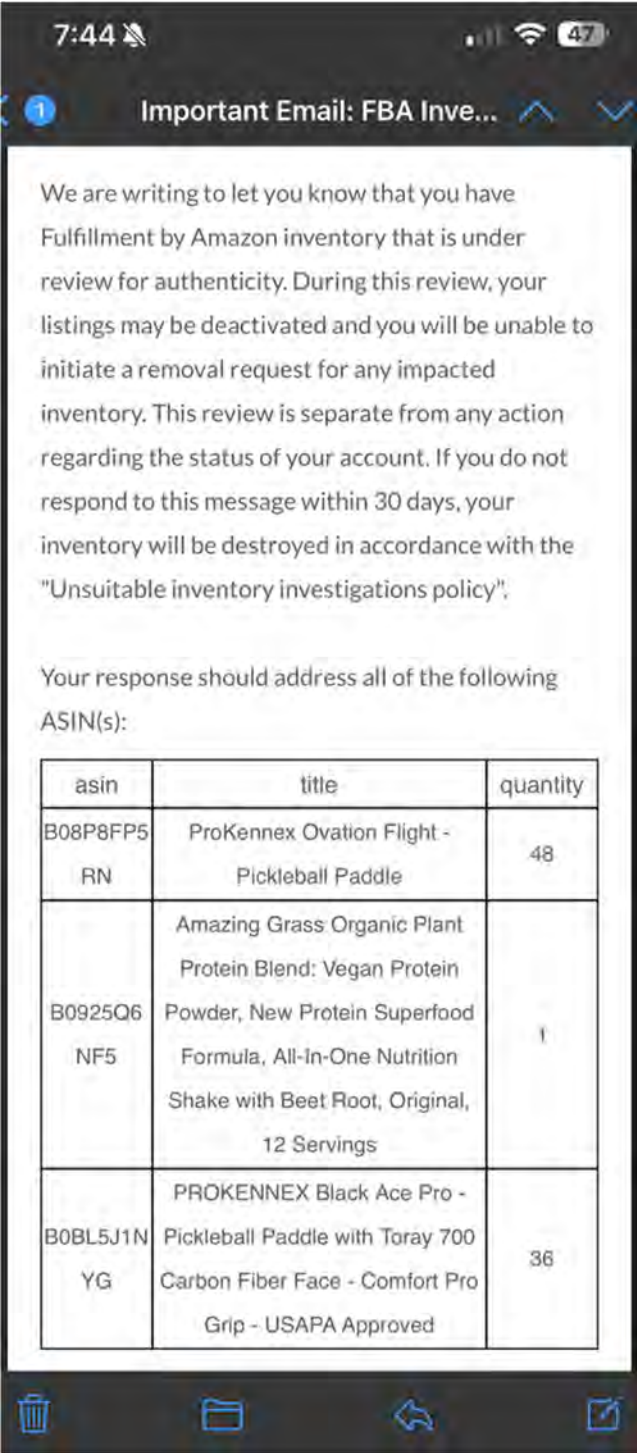 7:44
47
1
Important Email: FBA Inve...
We are writing to let you know that you have
Fulfillment by Amazon inventory that is under
review for authenticity. During this review, your
listings may be deactivated and you will be unable to
initiate a removal request for any impacted
inventory. This review is separate from any action
regarding the status of your account. If you do not
respond to this message within 30 days, your
inventory will be destroyed in accordance with the
"Unsuitable inventory investigations policy".
Your response should address all of the following
ASIN(s):
asin title quantity
B08P8FP5
RN
ProKennex Ovation Flight -
Pickleball Paddle
48
B0925Q6
NF5
Amazing Grass Organic Plant
Protein Blend: Vegan Protein
Powder, New Protein Superfood
Formula, All-In-One Nutrition
Shake with Beet Root, Original,
12 Servings
1
B0BL5J1N
YG
PROKENNEX Black Ace Pro -
Pickleball Paddle with Toray 700
Carbon Fiber Face - Comfort Pro
Grip - USAPA Approved
36